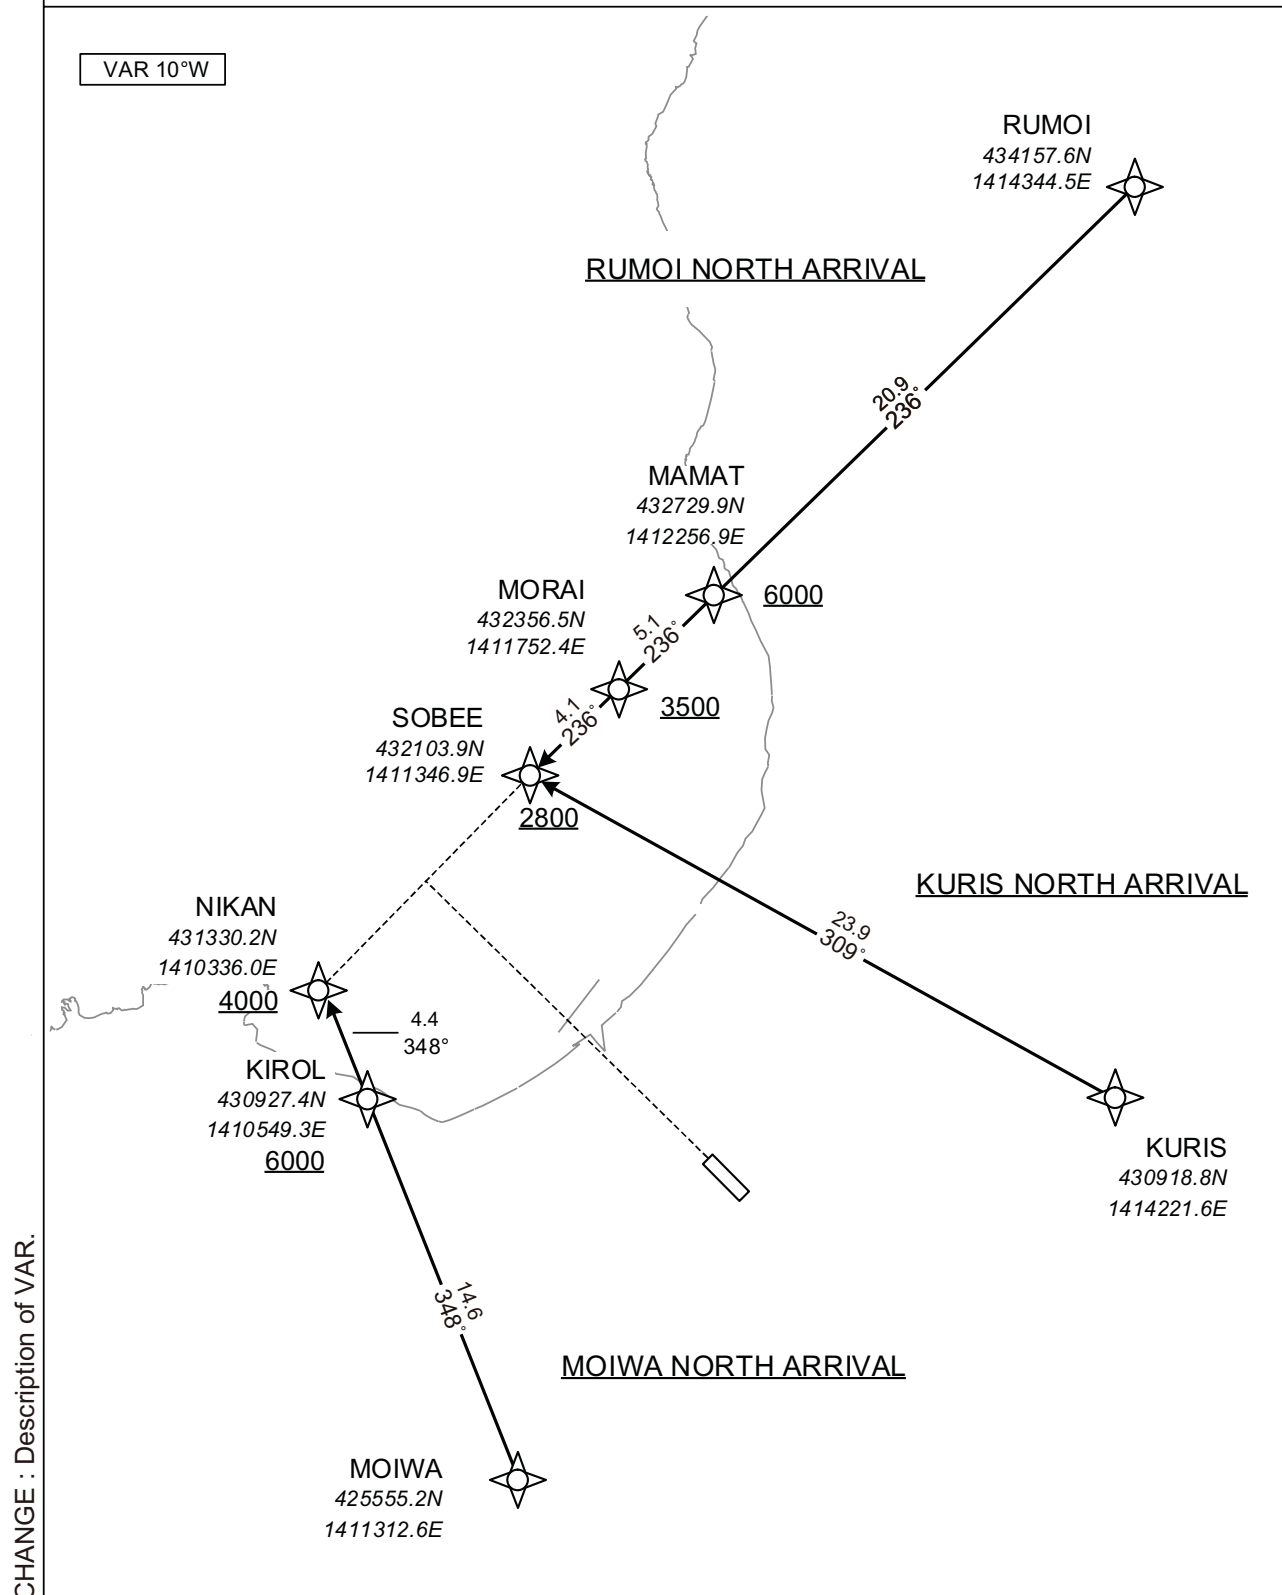 VAR 10°W
RUMOI
434157.6N
1414344.5E
RUMOI NORTH ARRIVAL
20.9
236°
MAMAT
432729.9N
1412256.9E
6000
5.1
236°
MORAI
432356.5N
1411752.4E
3500
4.1
236°
SOBEE
432103.9N
1411346.9E
2800
KURIS NORTH ARRIVAL
23.9
309°
NIKAN
431330.2N
1410336.0E
4000
4.4
348°
KIROL
430927.4N
1410549.3E
6000
KURIS
430918.8N
1414221.6E
14.6
348°
MOIWA NORTH ARRIVAL
MOIWA
425555.2N
1411312.6E
CHANGE : Description of VAR.